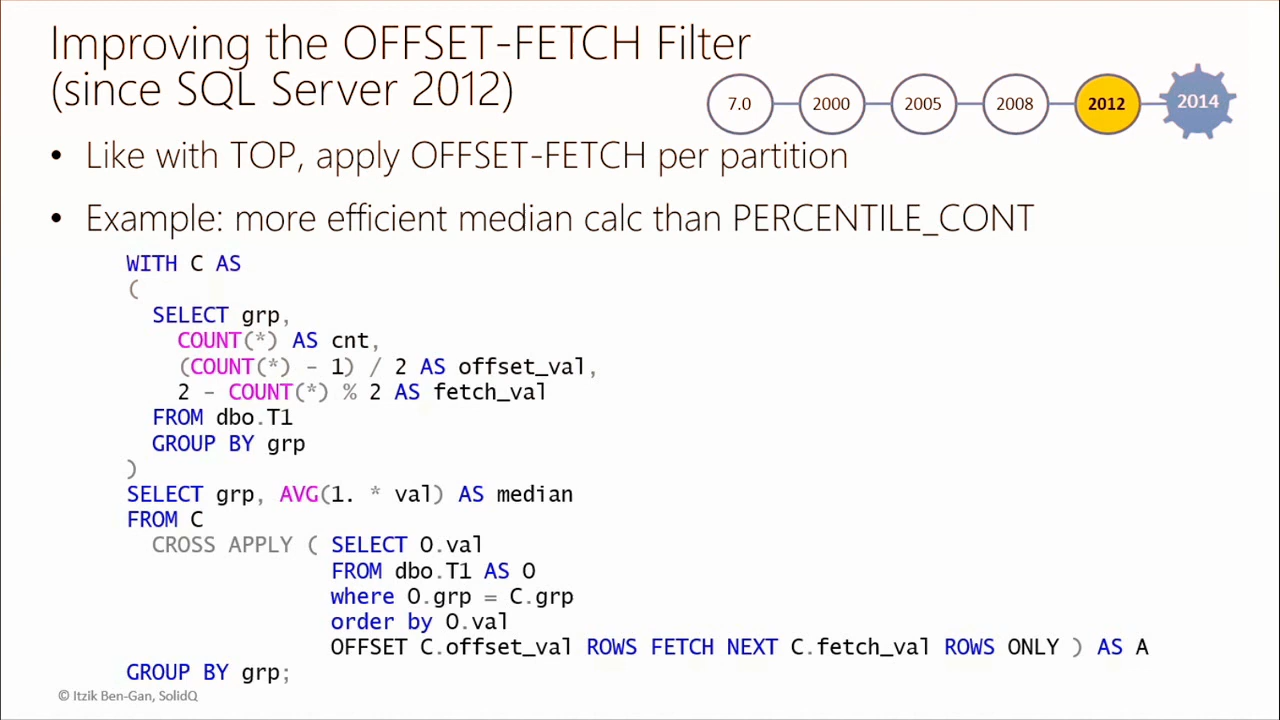 Improving the OFFSET-FETCH Filter
(since SQL Server 2012)
7.0 2000 2005 2008 2012 2014
• Like with TOP, apply OFFSET-FETCH per partition
• Example: more efficient median calc than PERCENTILE_CONT
WITH C AS
(
SELECT grp,
COUNT(*) AS cnt,
(COUNT(*) - 1) / 2 AS offset_val,
2 - COUNT(*) % 2 AS fetch_val
FROM dbo.T1
GROUP BY grp
)
SELECT grp, AVG(1. * val) AS median
FROM C
CROSS APPLY ( SELECT O.val
FROM dbo.T1 AS O
where O.grp = C.grp
order by O.val
OFFSET C.offset_val ROWS FETCH NEXT C.fetch_val ROWS ONLY ) AS A
GROUP BY grp;
© Itzik Ben-Gan, SolidQ